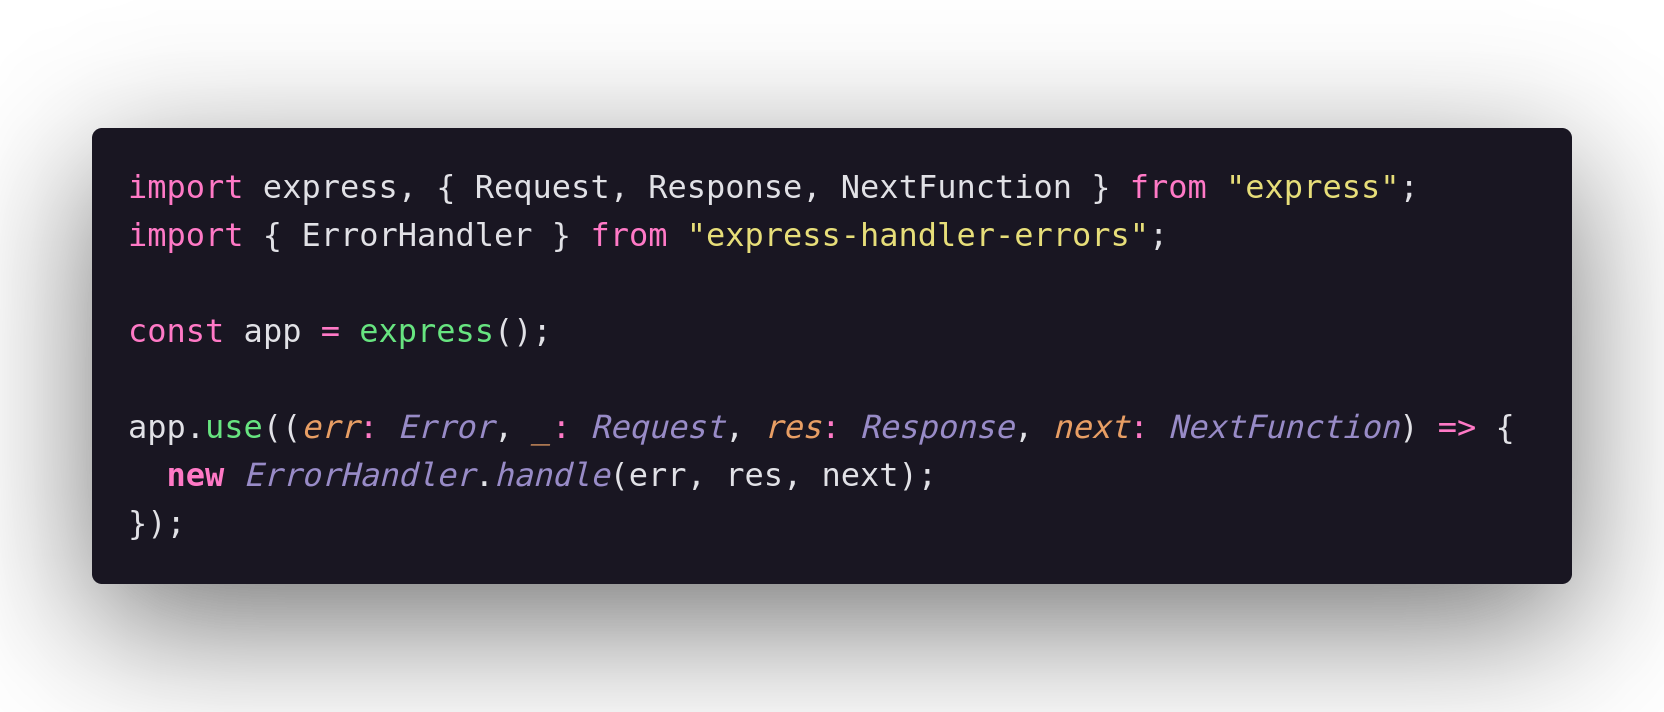 import express, { Request, Response, NextFunction } from "express";
import { ErrorHandler } from "express-handler-errors";
const app = express();
app.use((err: Error, _: Request, res: Response, next: NextFunction) => {
  new ErrorHandler.handle(err, res, next);
});